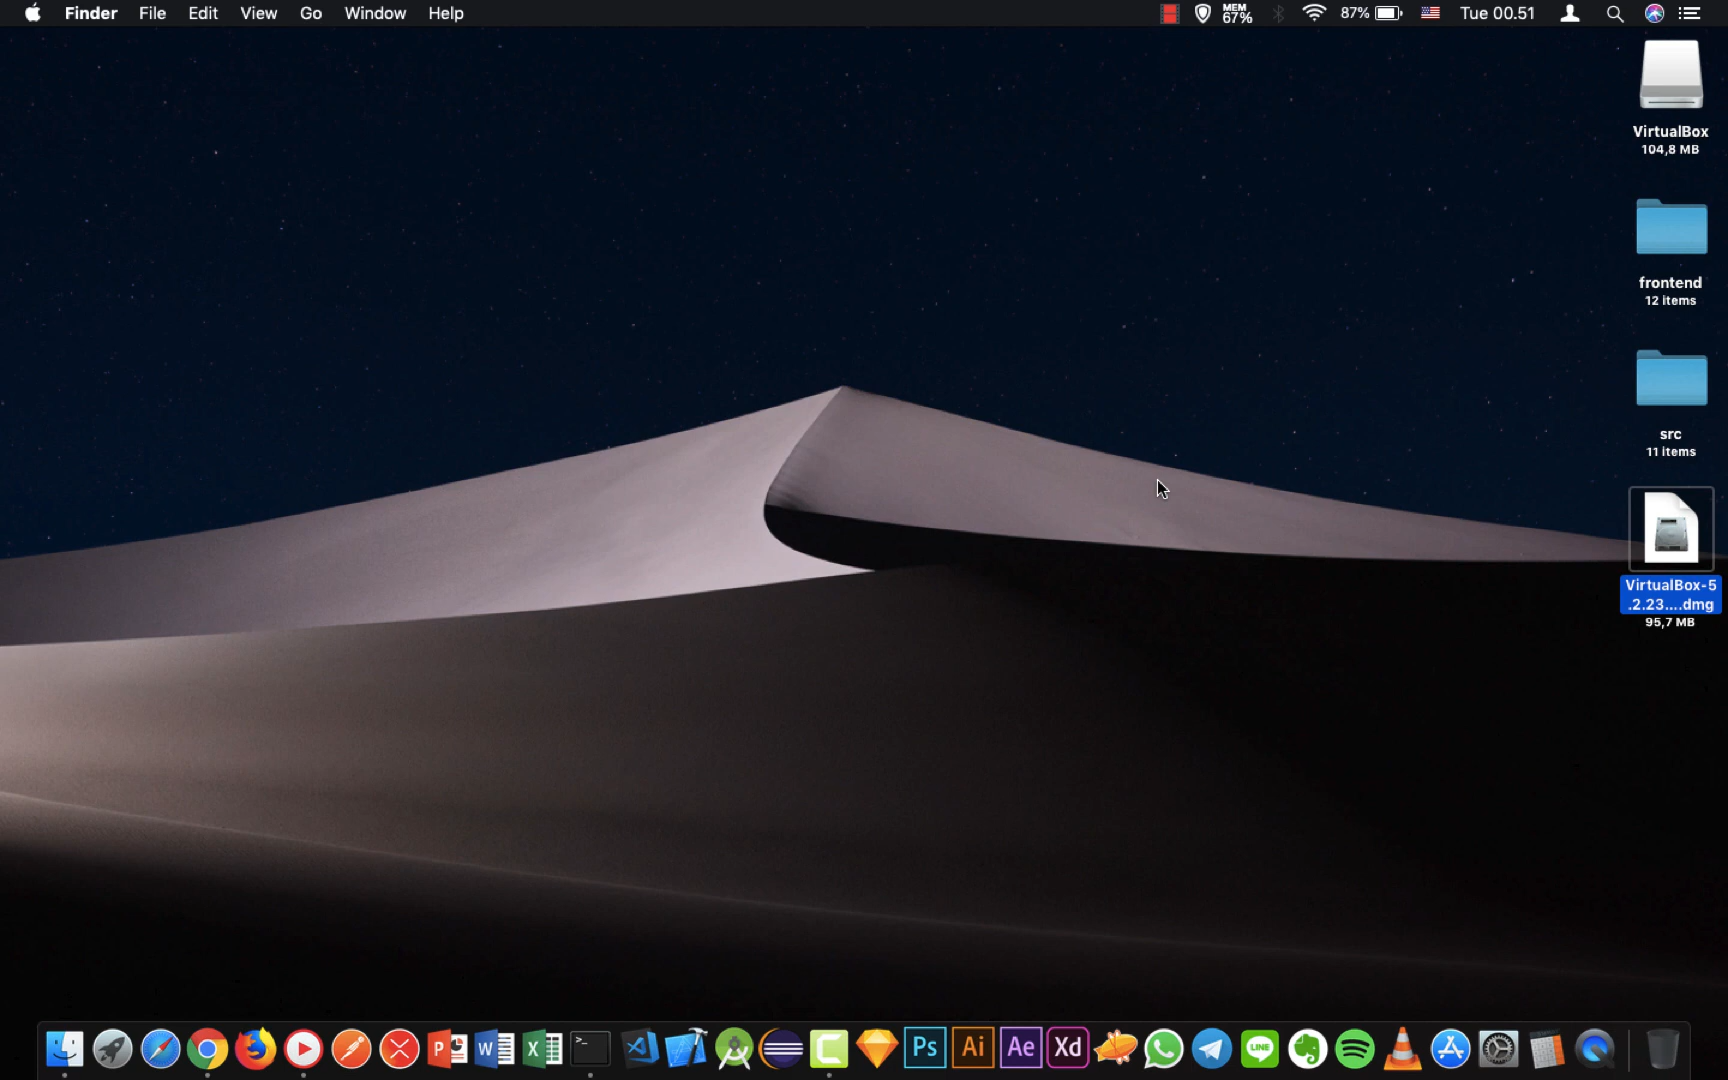 Finder File Edit View Go Window Help MEM 67% 87% Tue 00.51
VirtualBox
104,8 MB
frontend
12 items
src
11 items
VirtualBox-5
.2.23....dmg
95,7 MB
P W X >_ C Ps Ai Ae Xd LINE